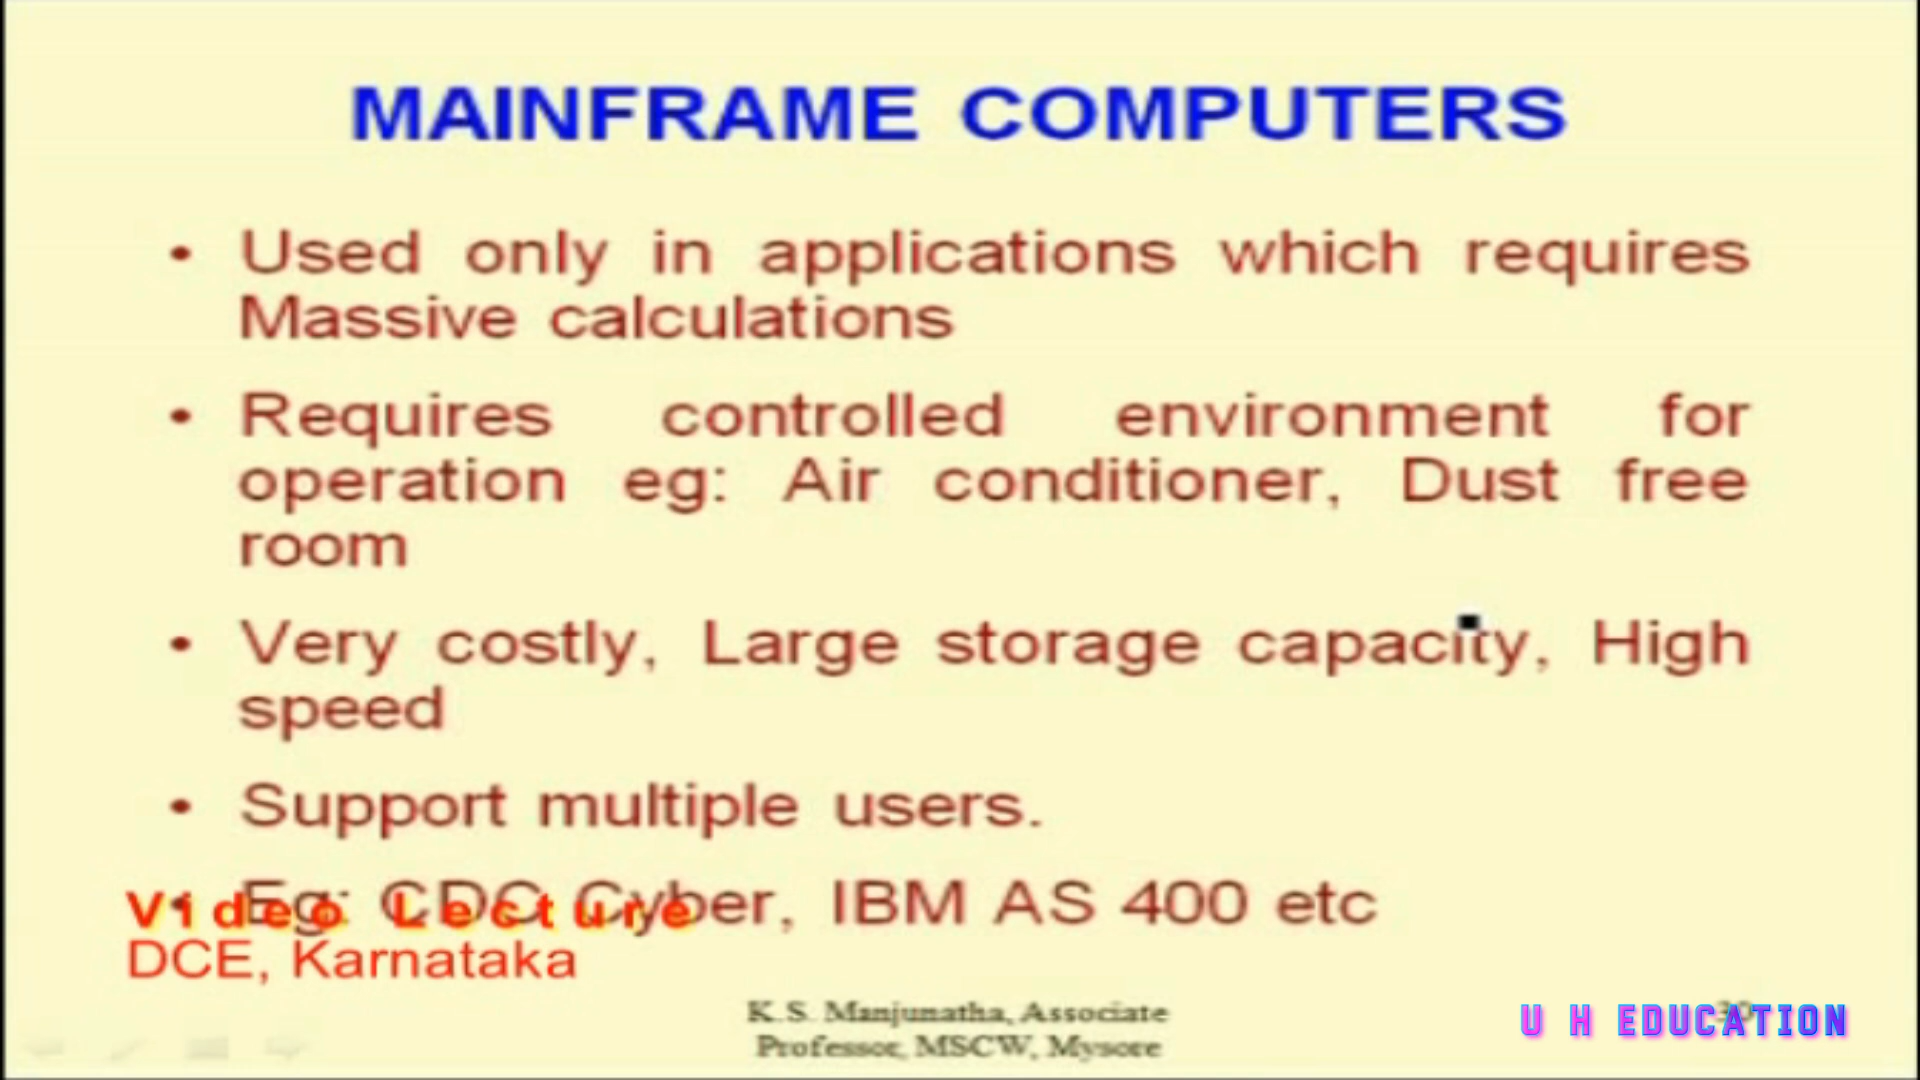 MAINFRAME COMPUTERS
• Used only in applications which requires
Massive calculations
• Requires controlled environment for
operation eg: Air conditioner, Dust free
room
• Very costly, Large storage capacity, High
speed
• Support multiple users.
• Eg: CDC Cyber, IBM AS 400 etc
Video Lecture
DCE, Karnataka
K.S. Manjunatha, Associate
Professor, MSCW, Mysore
U H EDUCATION